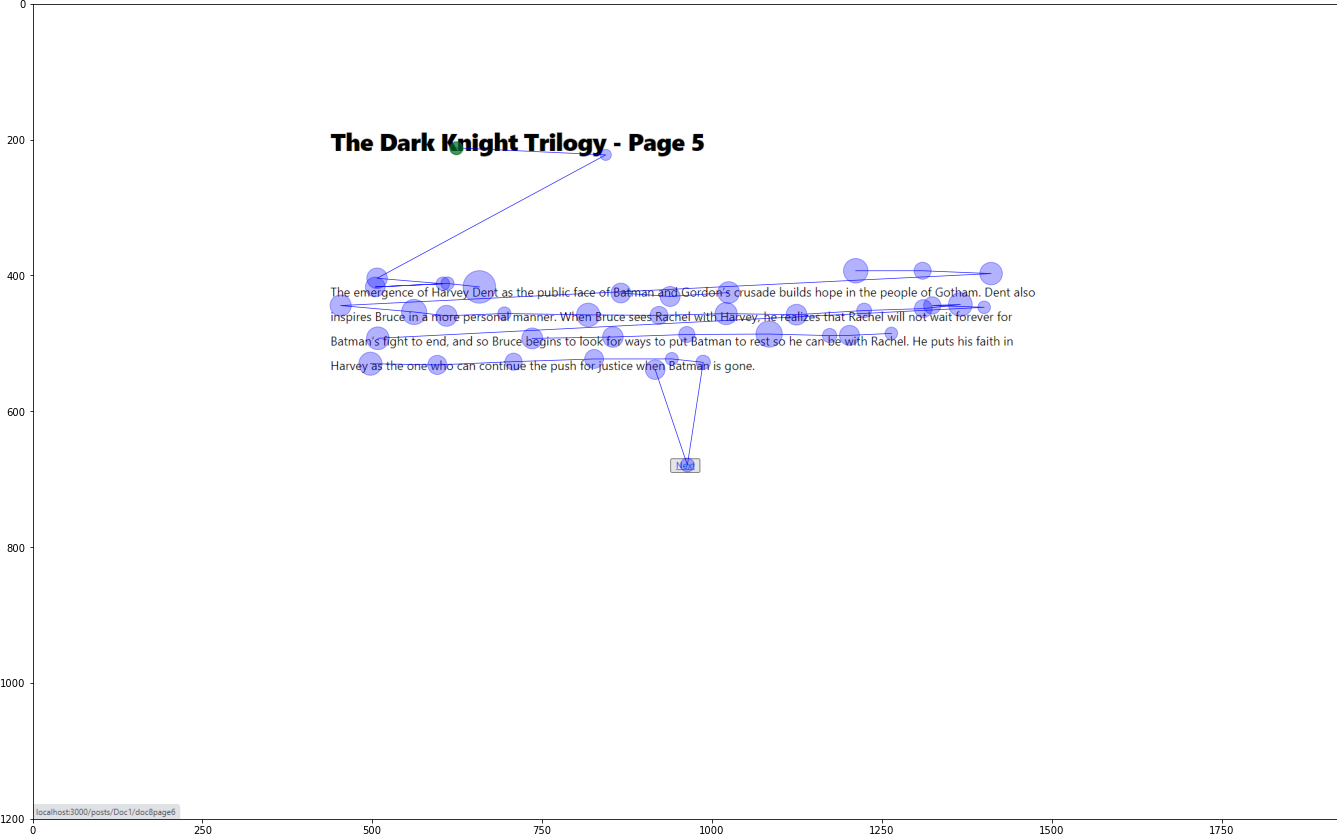 0
200
The Dark Knight Trilogy - Page 5
400
The emergence of Harvey Dent as the public face of Batman and Gordon's crusade builds hope in the people of Gotham. Dent also
inspires Bruce in a more personal manner. When Bruce sees Rachel with Harvey, he realizes that Rachel will not wait forever for
Batman's fight to end, and so Bruce begins to look for ways to put Batman to rest so he can be with Rachel. He puts his faith in
Harvey as the one who can continue the push for justice when Batman is gone.
600
Next
800
1000
localhost:3000/posts/Doc1/doc8page6
1200
0 250 500 750 1000 1250 1500 1750